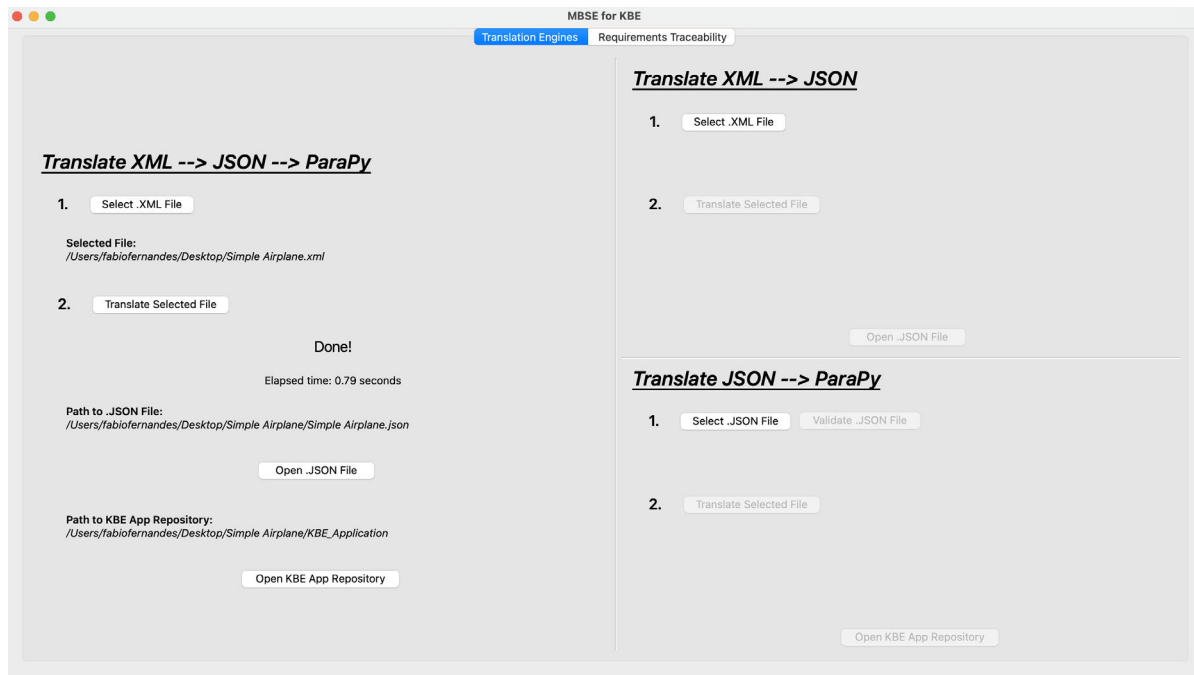 MBSE for KBE
Translation Engines
Requirements Traceability
Translate XML --> JSON --> ParaPy
1.
Select .XML File
Selected File:
/Users/fabiofernandes/Desktop/Simple Airplane.xml
2.
Translate Selected File
Done!
Elapsed time: 0.79 seconds
Path to .JSON File:
/Users/fabiofernandes/Desktop/Simple Airplane/Simple Airplane.json
Open .JSON File
Path to KBE App Repository:
/Users/fabiofernandes/Desktop/Simple Airplane/KBE_Application
Open KBE App Repository
Translate XML --> JSON
1.
Select .XML File
2.
Translate Selected File
Open .JSON File
Translate JSON --> ParaPy
1.
Select .JSON File
Validate .JSON File
2.
Translate Selected File
Open KBE App Repository